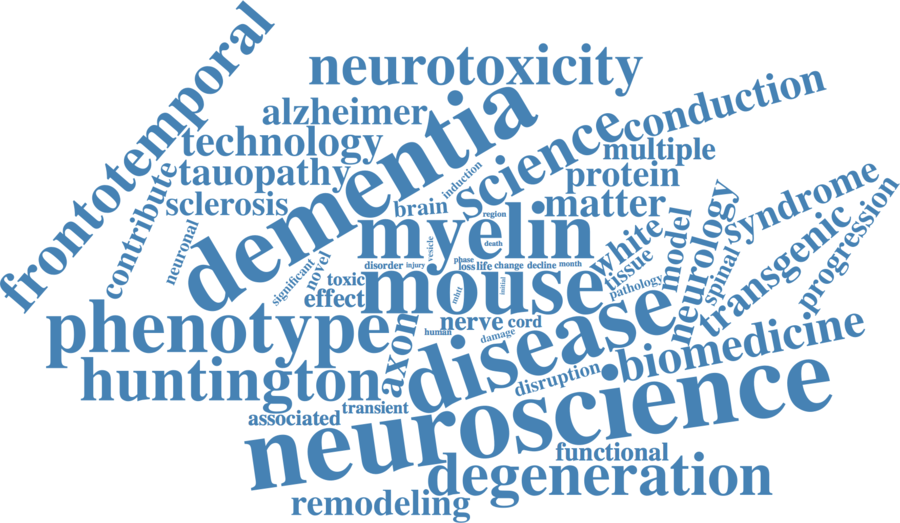 frontotemporal
neurotoxicity
alzheimer
dementia
conduction
technology
science
multiple
tauopathy
induction
protein
contribute
sclerosis
brain
region
matter
syndrome
neuronal
myelin
vesicle
death
white
model
neurology
spinal
transgenic
progression
significant
novel
disorder
injury
phase
loss
life
change
decline
month
tissue
pathology
toxic
effect
mouse
mhtt
initial
phenotype
axon
human
nerve
cord
damage
disease
biomedicine
huntington
disruption
associated
transient
neuroscience
functional
degeneration
remodeling